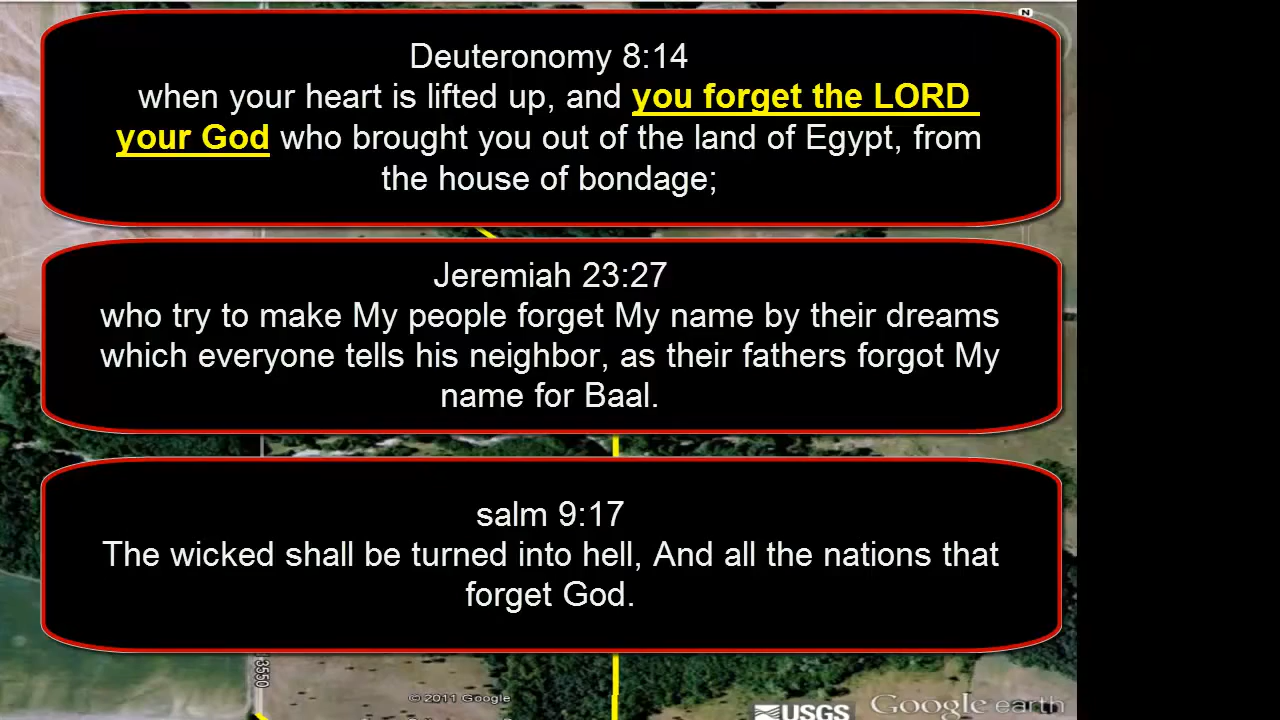 N
Deuteronomy 8:14
when your heart is lifted up, and you forget the LORD
your God who brought you out of the land of Egypt, from
the house of bondage;
Jeremiah 23:27
who try to make My people forget My name by their dreams
which everyone tells his neighbor, as their fathers forgot My
name for Baal.
salm 9:17
The wicked shall be turned into hell, And all the nations that
forget God.
3550
© 2011 Google
USGS
Google earth